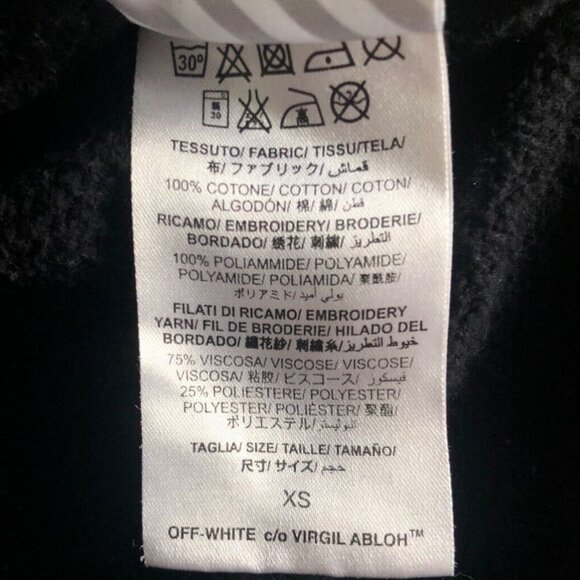 30°
30
高
TESSUTO/ FABRIC/ TISSU/TELA/
布/ ファブリック/ قماش/
100% COTONE/ COTTON/ COTON/
ALGODÓN/ 棉/ 綿/ قطن/
RICAMO/ EMBROIDERY/ BRODERIE/
BORDADO/ 绣花/ 刺繍/ التطريز/
100% POLIAMMIDE/ POLYAMIDE/
POLYAMIDE/ POLIAMIDA/ 聚酰胺/
ポリアミド/ بولي أميد/
FILATI DI RICAMO/ EMBROIDERY
YARN/ FIL DE BRODERIE/ HILADO DEL
BORDADO/ 繡花紗/ 刺繍糸/ خيوط التطريز/
75% VISCOSA/ VISCOSE/ VISCOSE/
VISCOSA/ 粘胶/ ビスコース/ فيسكوز/
25% POLIESTERE/ POLYESTER/
POLYESTER/ POLIÉSTER/ 聚酯/
ポリエステル/ البوليستر/
TAGLIA/ SIZE/ TAILLE/ TAMAÑO/
尺寸/ サイズ/ حجم/
XS
OFF-WHITE c/o VIRGIL ABLOH™